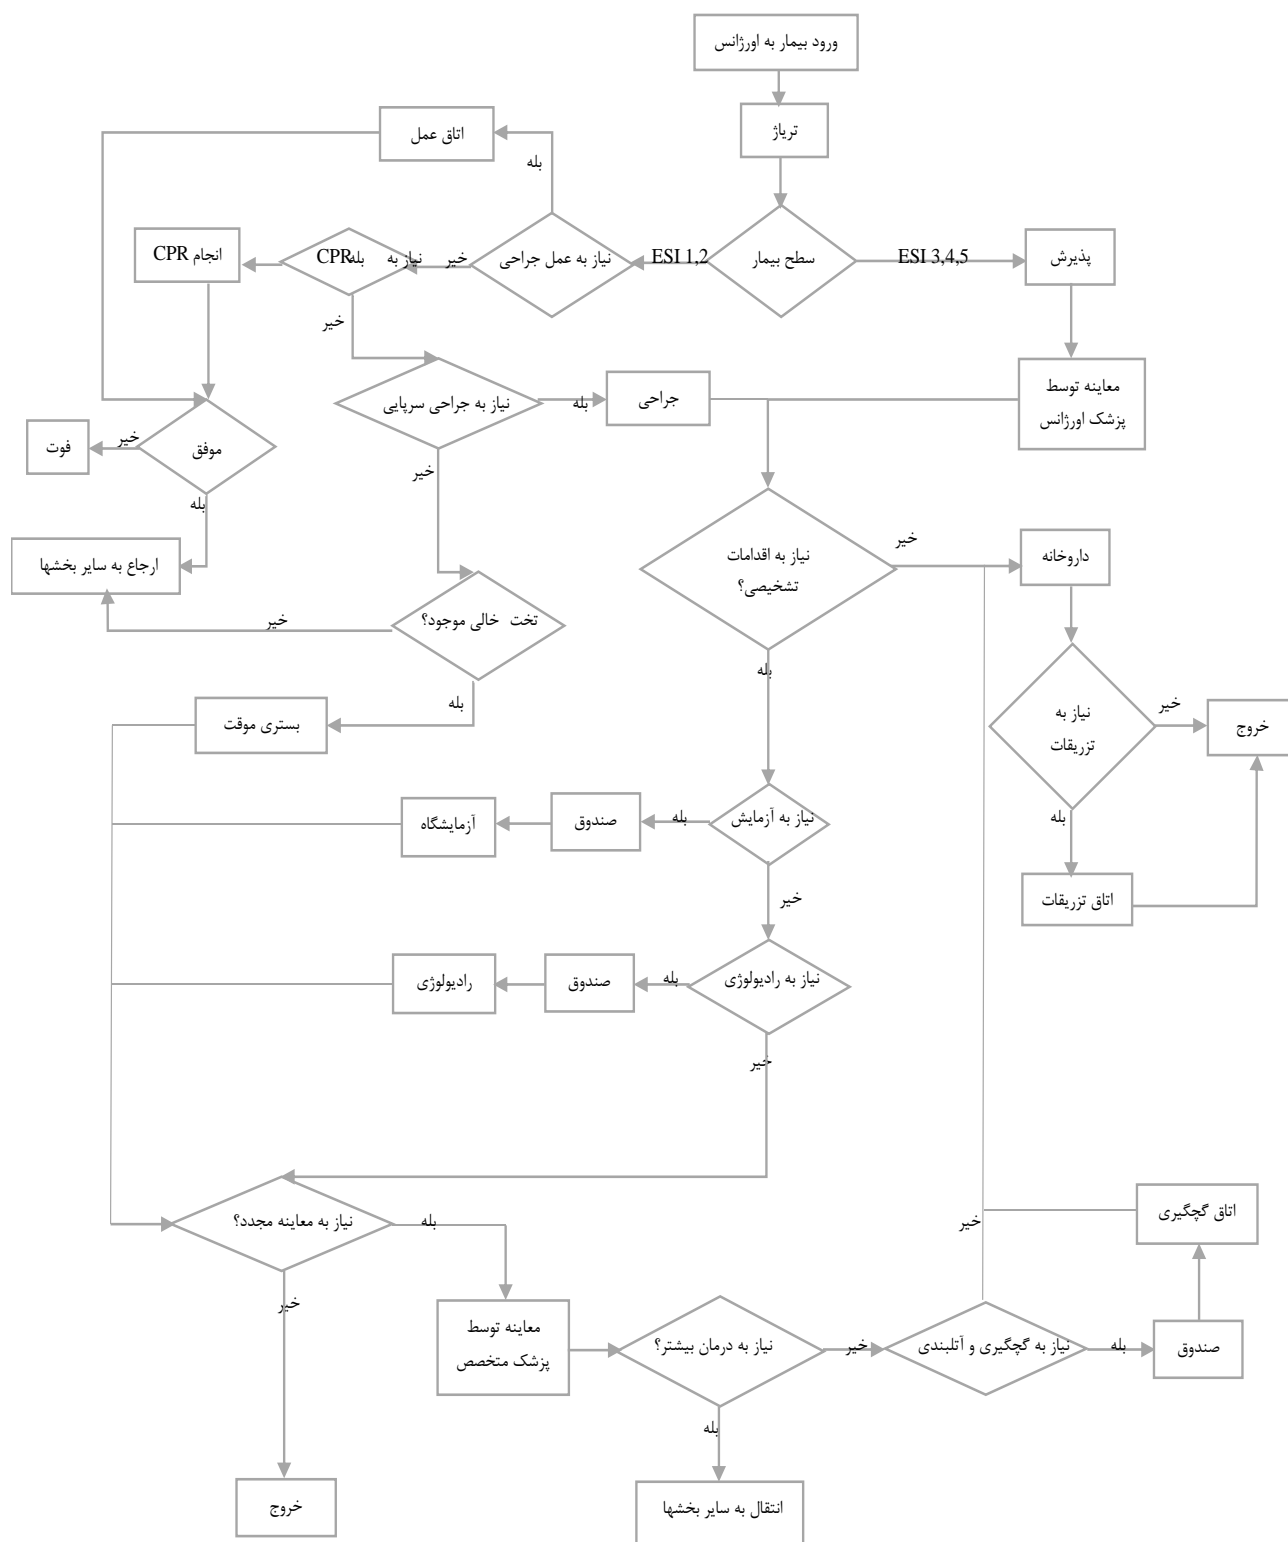 ورود بیمار به اورژانس
تریاژ
اتاق عمل
بله
سطح بیمار
ESI 3,4,5
پذیرش
ESI 1,2
نیاز به عمل جراحی
خیر
نیاز به CPR
بله
انجام CPR
خیر
معاینه توسط
پزشک اورژانس
جراحی
بله
نیاز به جراحی سرپایی
موفق
خیر
فوت
خیر
بله
ارجاع به سایر بخشها
نیاز به اقدامات
تشخیصی؟
خیر
داروخانه
تخت خالی موجود؟
خیر
بله
بله
بستری موقت
نیاز به
تزریقات
خیر
خروج
بله
نیاز به آزمایش
بله
صندوق
آزمایشگاه
اتاق تزریقات
خیر
نیاز به رادیولوژی
بله
صندوق
رادیولوژی
خیر
نیاز به معاینه مجدد؟
بله
خیر
اتاق گچگیری
خیر
معاینه توسط
پزشک متخصص
نیاز به درمان بیشتر؟
خیر
نیاز به گچگیری و آتلبندی
بله
صندوق
بله
خروج
انتقال به سایر بخشها